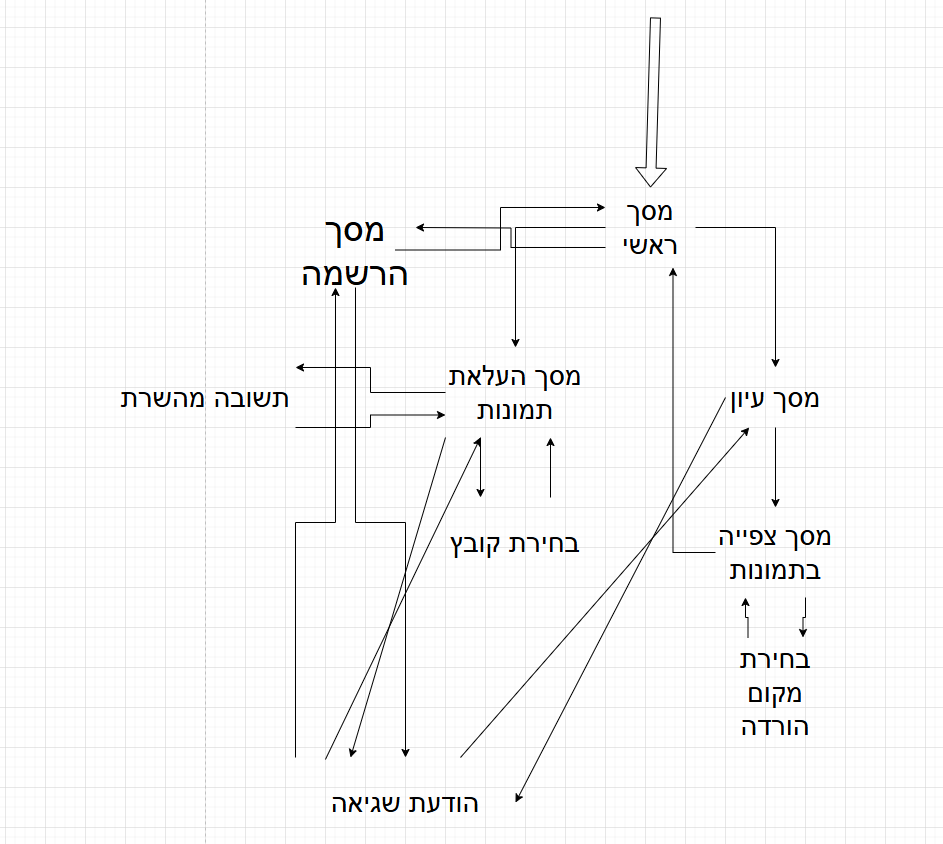 מסך
ראשי
מסך
הרשמה
מסך העלאת
תמונות
תשובה מהשרת
מסך עיון
בחירת קובץ
מסך צפייה
בתמונות
בחירת
מקום
הורדה
הודעת שגיאה